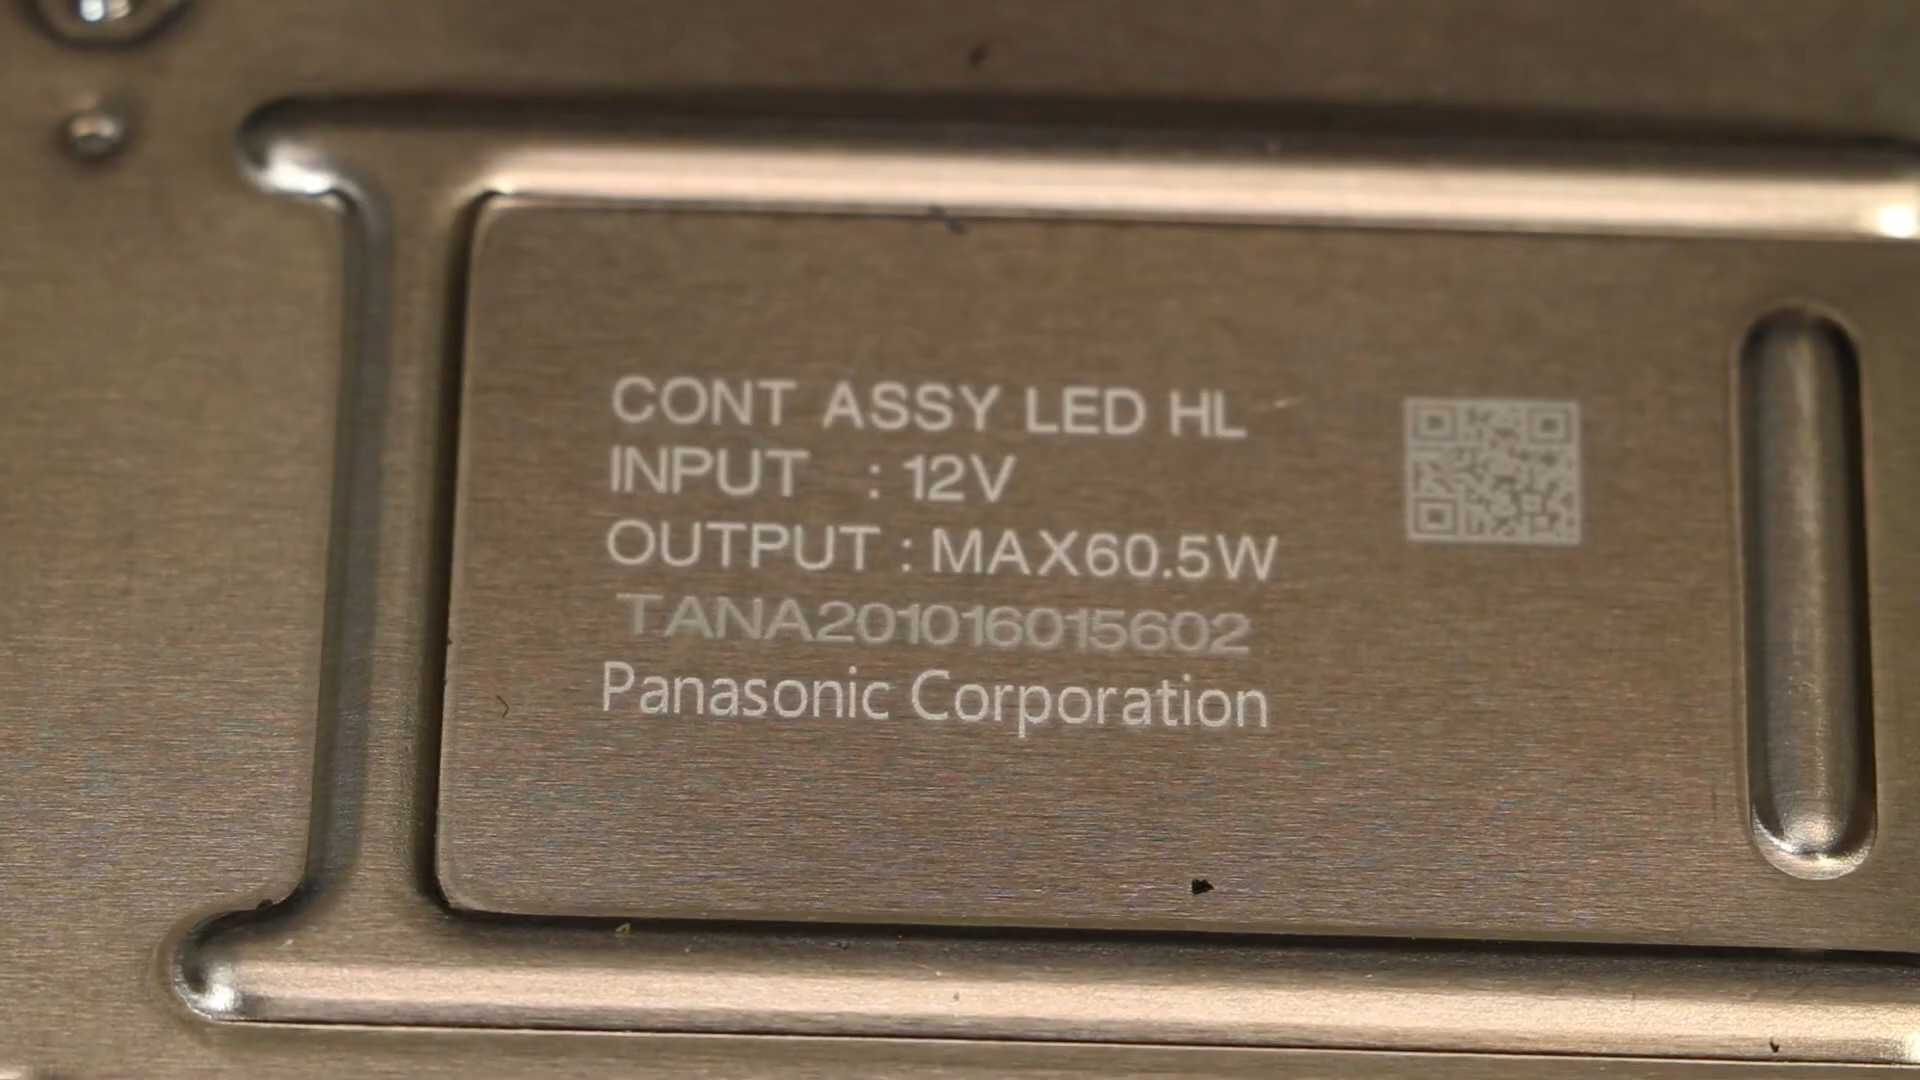 CONT ASSY LED HL
INPUT : 12V
OUTPUT : MAX60.5W
TANA201016015602
Panasonic Corporation